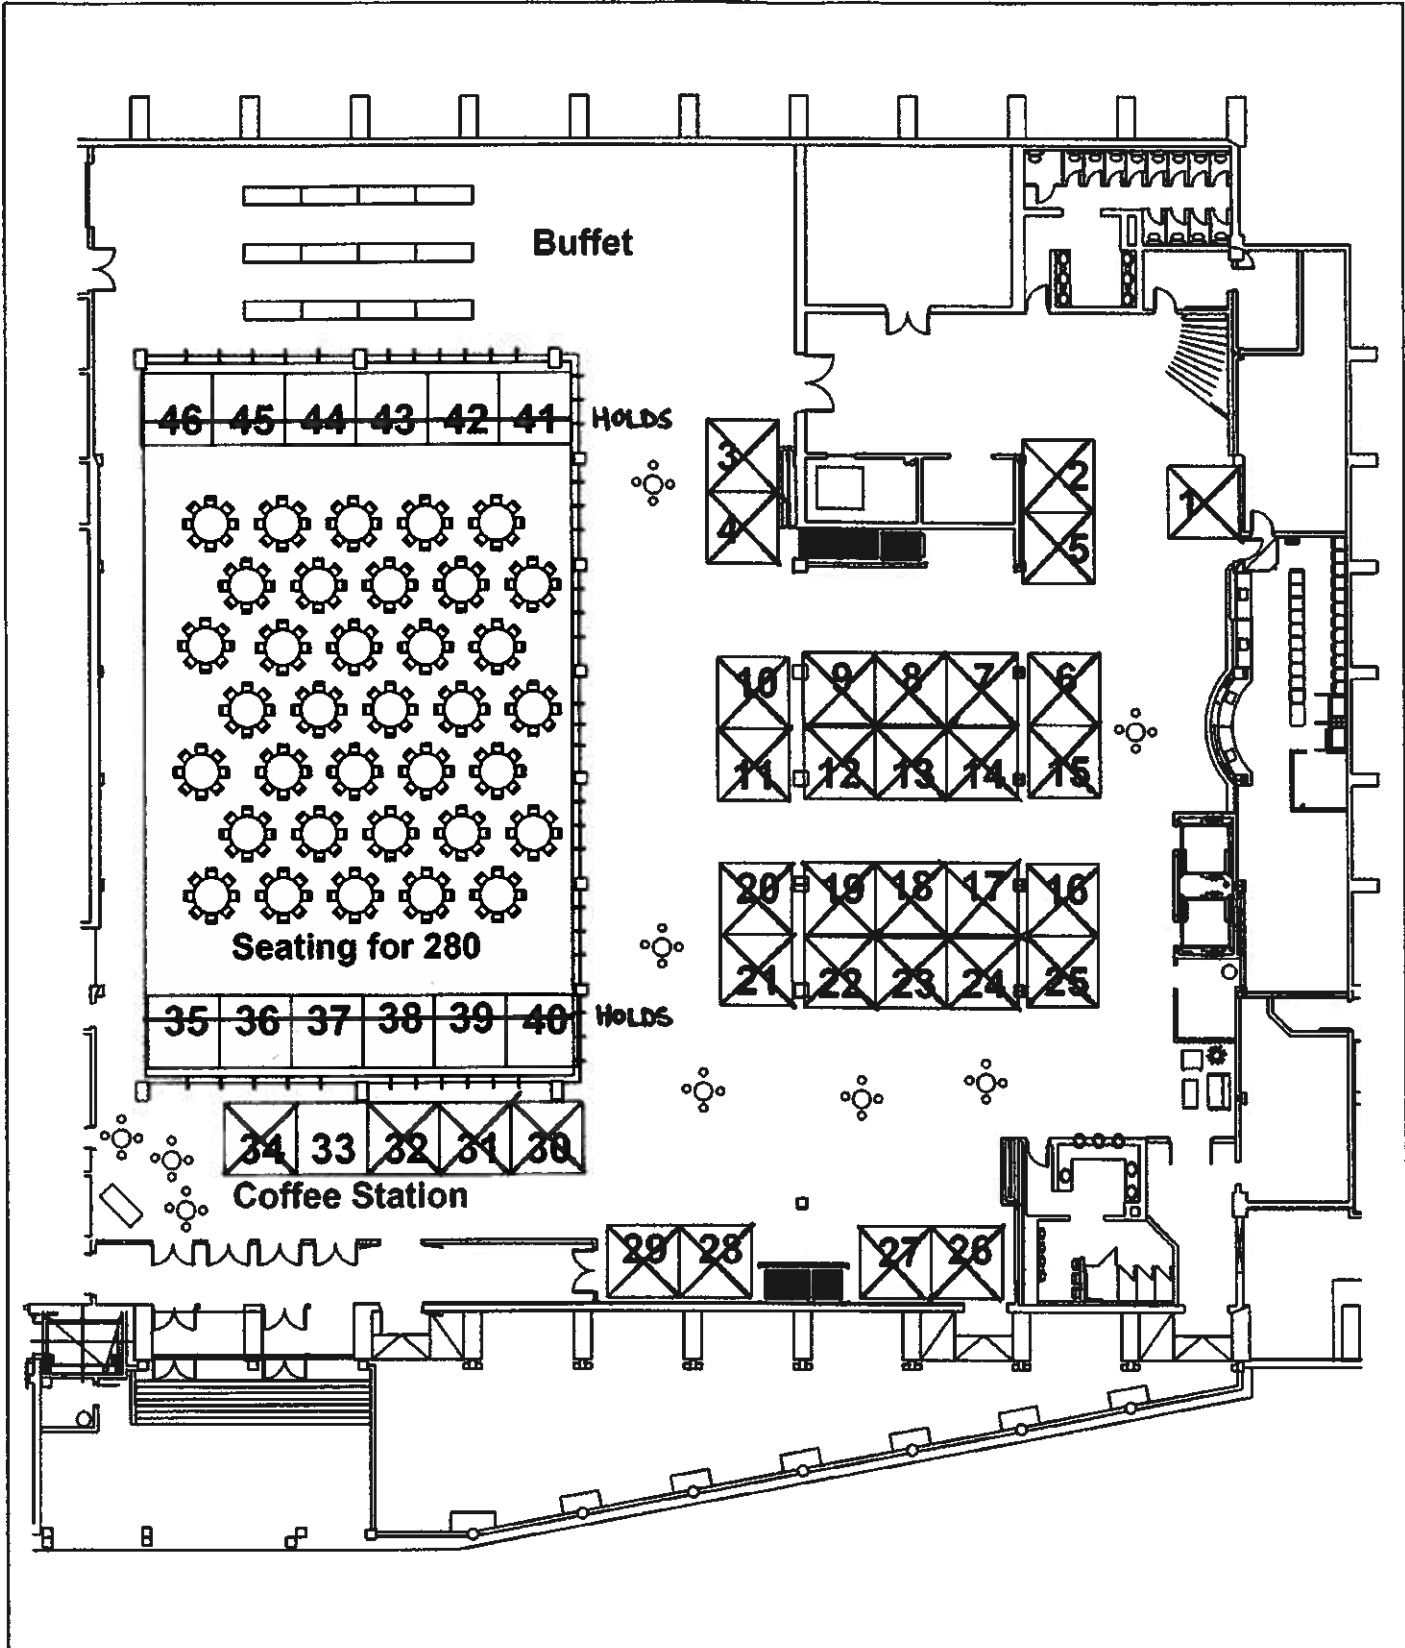 Buffet
46 45 44 43 42 41 HOLDS
3
2
4
1
5
10 9 8 7 6
11 12 13 14 15
20 19 18 17 16
Seating for 280
21 22 23 24 25
35 36 37 38 39 40 HOLDS
34 33 32 31 30
Coffee Station
29 28 27 26